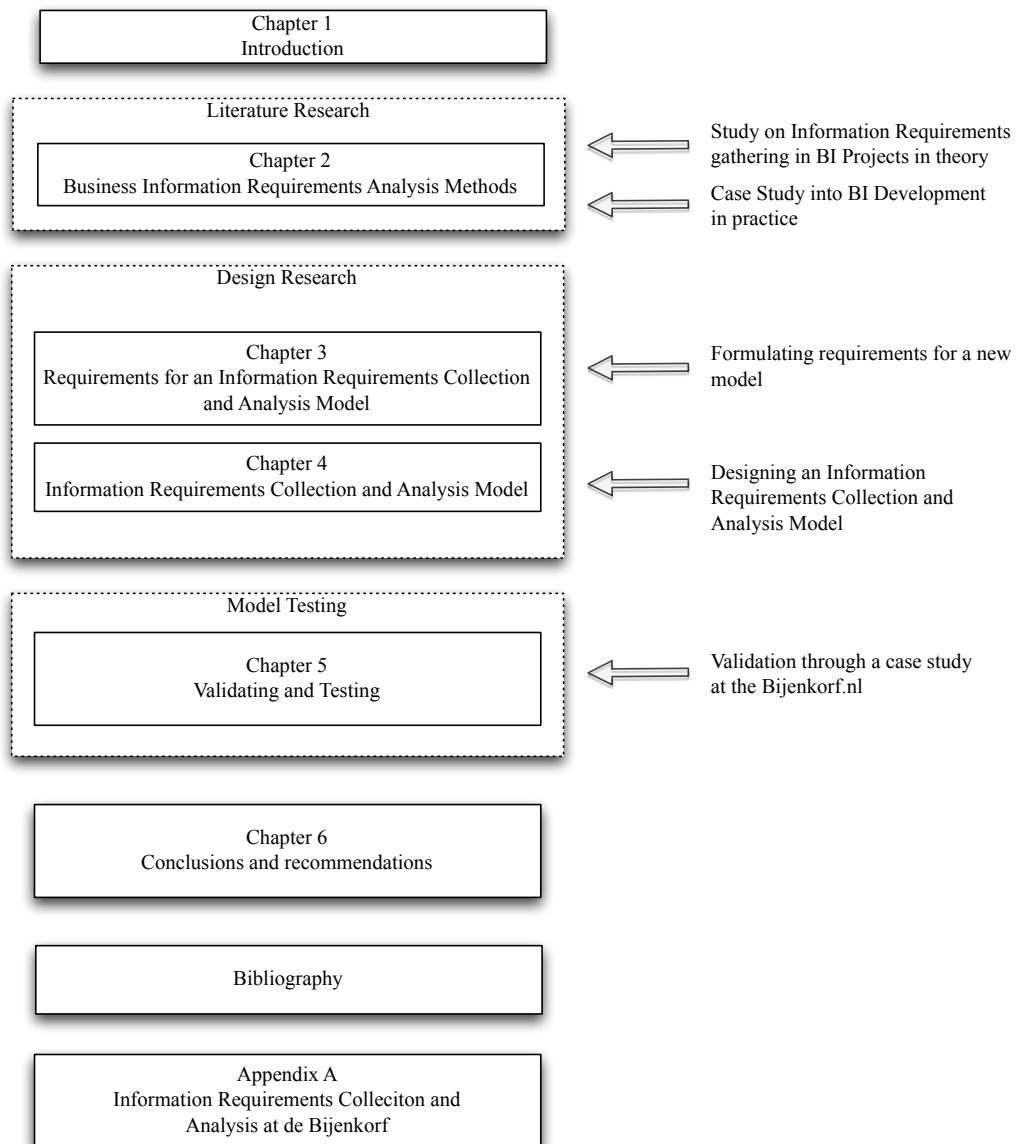 Chapter 1
Introduction
Literature Research
Chapter 2
Business Information Requirements Analysis Methods
Study on Information Requirements
gathering in BI Projects in theory
Case Study into BI Development
in practice
Design Research
Chapter 3
Requirements for an Information Requirements Collection
and Analysis Model
Formulating requirements for a new
model
Chapter 4
Information Requirements Collection and Analysis Model
Designing an Information
Requirements Collection and
Analysis Model
Model Testing
Chapter 5
Validating and Testing
Validation through a case study
at the Bijenkorf.nl
Chapter 6
Conclusions and recommendations
Bibliography
Appendix A
Information Requirements Colleciton and
Analysis at de Bijenkorf